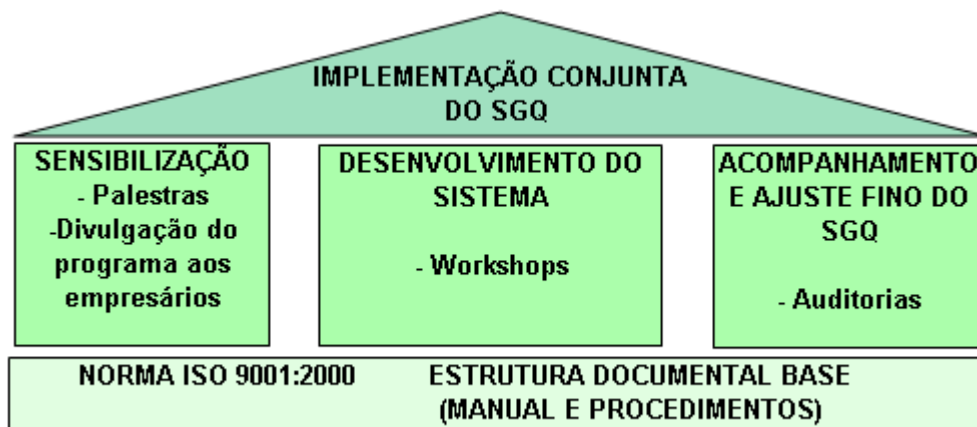 IMPLEMENTAÇÃO CONJUNTA
DO SGQ
SENSIBILIZAÇÃO
- Palestras
-Divulgação do
programa aos
empresários
DESENVOLVIMENTO DO
SISTEMA
- Workshops
ACOMPANHAMENTO
E AJUSTE FINO DO
SGQ
- Auditorias
NORMA ISO 9001:2000
ESTRUTURA DOCUMENTAL BASE
(MANUAL E PROCEDIMENTOS)